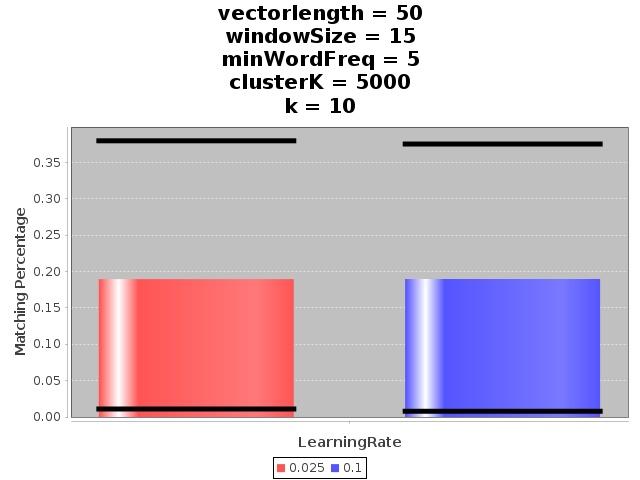 vectorlength = 50
windowSize = 15
minWordFreq = 5
clusterK = 5000
k = 10
Matching Percentage
0.35
0.30
0.25
0.20
0.15
0.10
0.05
0.00
LearningRate
0.025 0.1